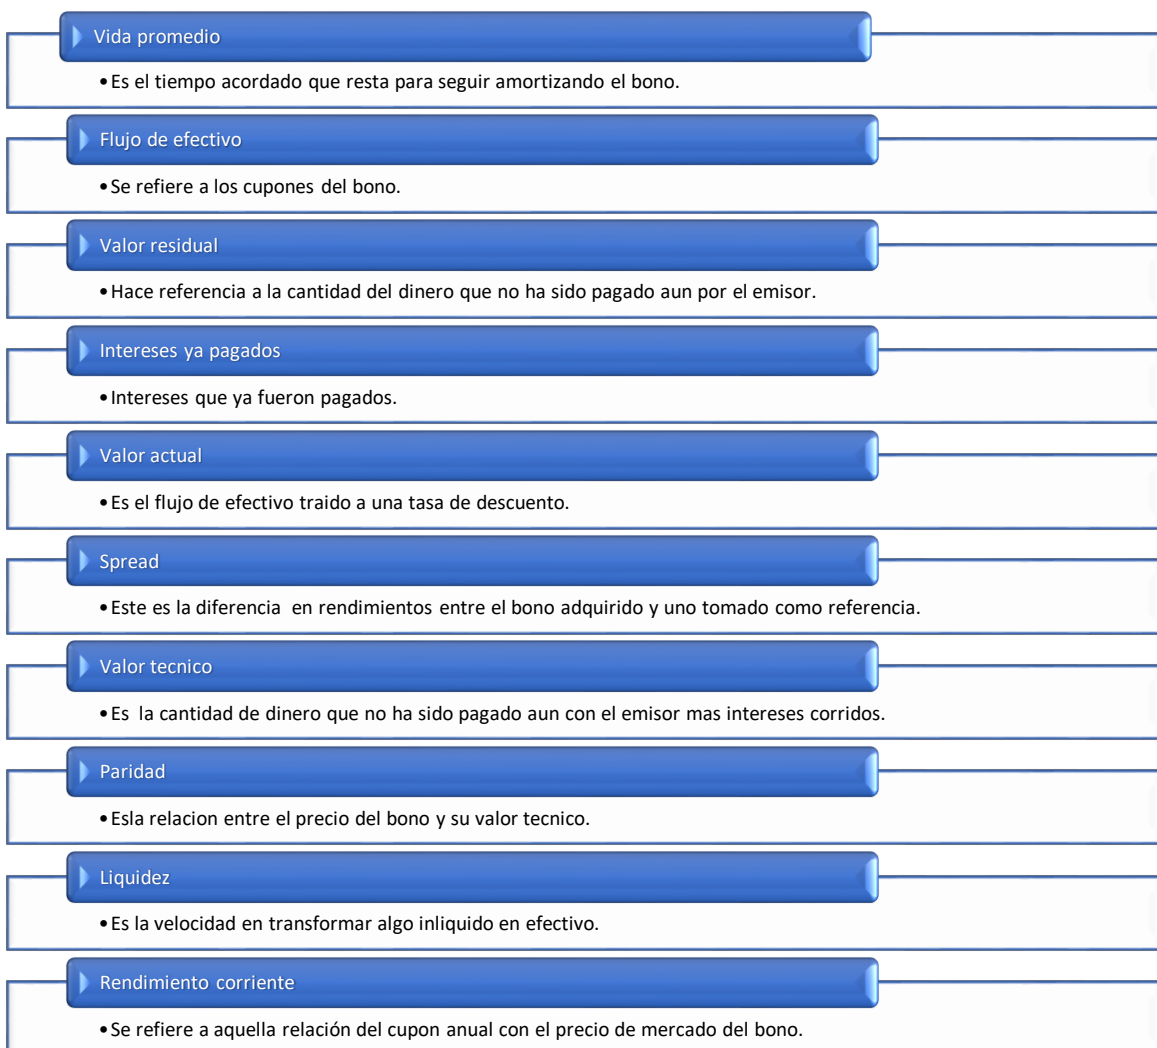 Vida promedio
•Es el tiempo acordado que resta para seguir amortizando el bono.
Flujo de efectivo
•Se refiere a los cupones del bono.
Valor residual
•Hace referencia a la cantidad del dinero que no ha sido pagado aun por el emisor.
Intereses ya pagados
•Intereses que ya fueron pagados.
Valor actual
•Es el flujo de efectivo traido a una tasa de descuento.
Spread
•Este es la diferencia en rendimientos entre el bono adquirido y uno tomado como referencia.
Valor tecnico
•Es la cantidad de dinero que no ha sido pagado aun con el emisor mas intereses corridos.
Paridad
•Esla relacion entre el precio del bono y su valor tecnico.
Liquidez
•Es la velocidad en transformar algo inliquido en efectivo.
Rendimiento corriente
•Se refiere a aquella relación del cupon anual con el precio de mercado del bono.